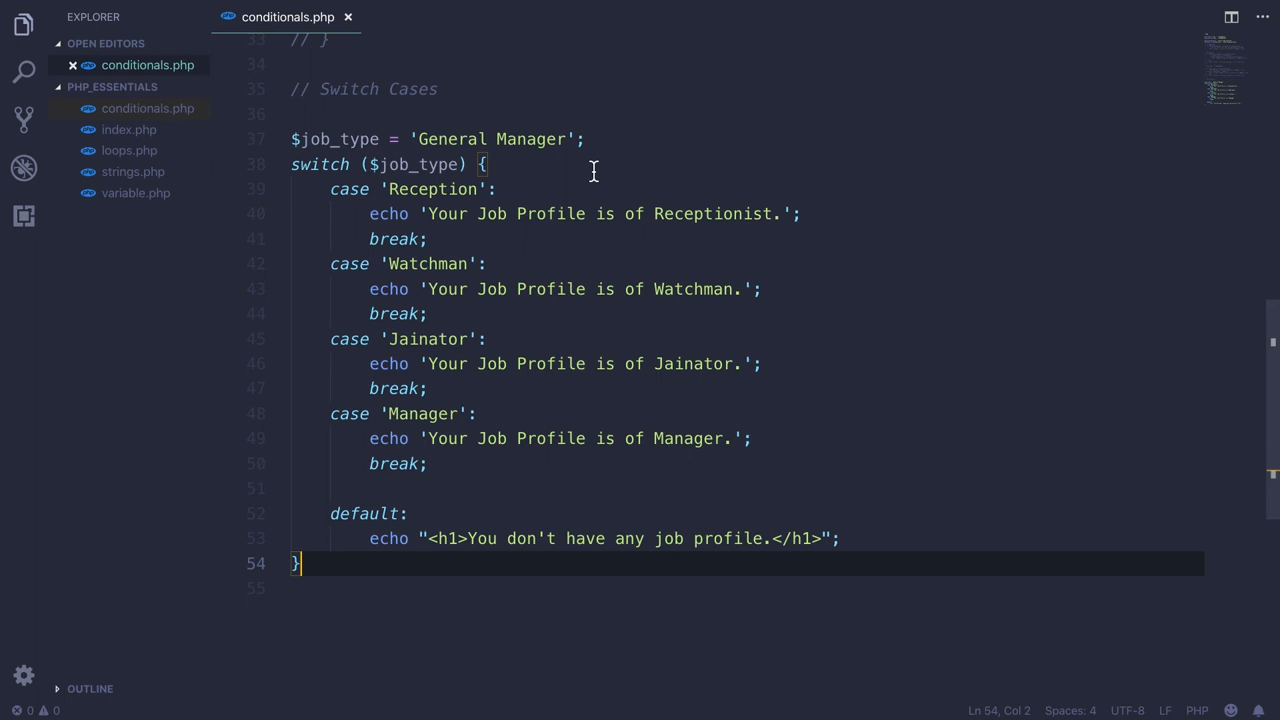 EXPLORER
OPEN EDITORS
conditionals.php
PHP_ESSENTIALS
conditionals.php
index.php
loops.php
strings.php
variable.php
OUTLINE
php conditionals.php
33 // }
34
35 // Switch Cases
36
37 $job_type = 'General Manager';
38 switch ($job_type) {
39 case 'Reception':
40 echo 'Your Job Profile is of Receptionist.';
41 break;
42 case 'Watchman':
43 echo 'Your Job Profile is of Watchman.';
44 break;
45 case 'Jainator':
46 echo 'Your Job Profile is of Jainator.';
47 break;
48 case 'Manager':
49 echo 'Your Job Profile is of Manager.';
50 break;
51
52 default:
53 echo "<h1>You don't have any job profile.</h1>";
54 }
55
0 0
Ln 54, Col 2 Spaces: 4 UTF-8 LF PHP